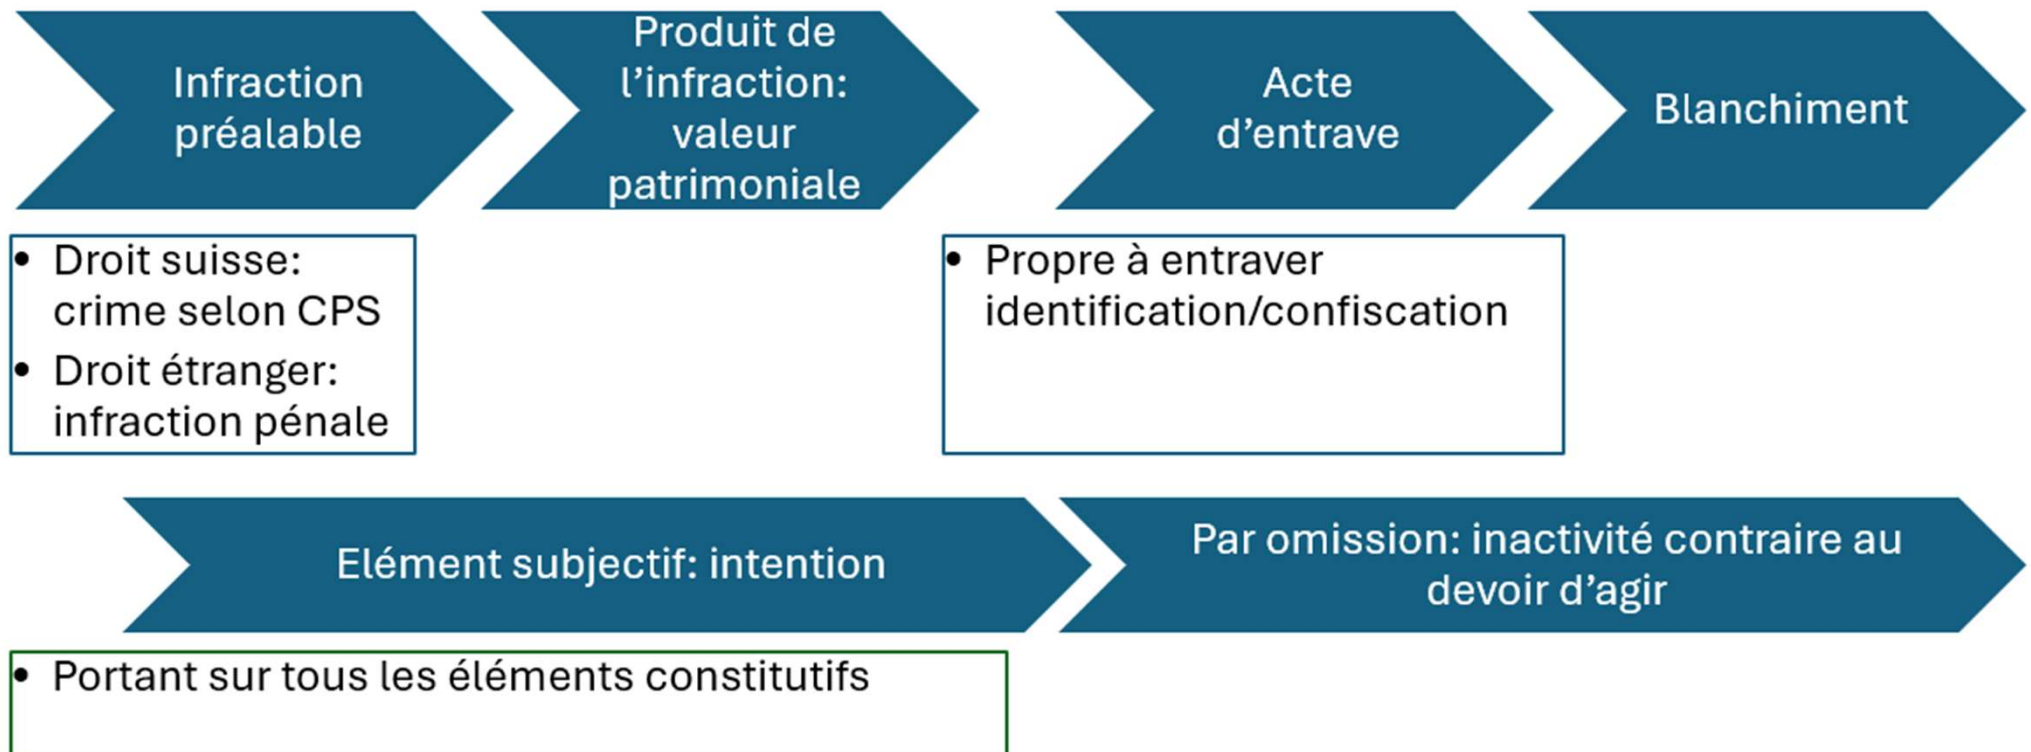 Infraction
préalable
Produit de
l’infraction:
valeur
patrimoniale
Acte
d’entrave
Blanchiment
• Droit suisse:
crime selon CPS
• Droit étranger:
infraction pénale
• Propre à entraver
identification/confiscation
Elément subjectif: intention
Par omission: inactivité contraire au
devoir d’agir
• Portant sur tous les éléments constitutifs